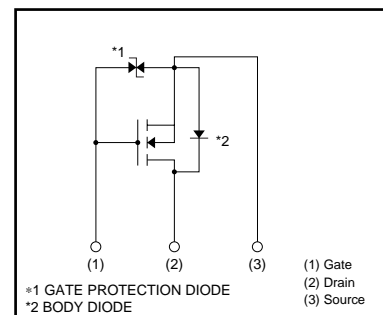 *1
*2
(1)
(2)
(3)
(1) Gate
(2) Drain
(3) Source
∗1 GATE PROTECTION DIODE
*2 BODY DIODE